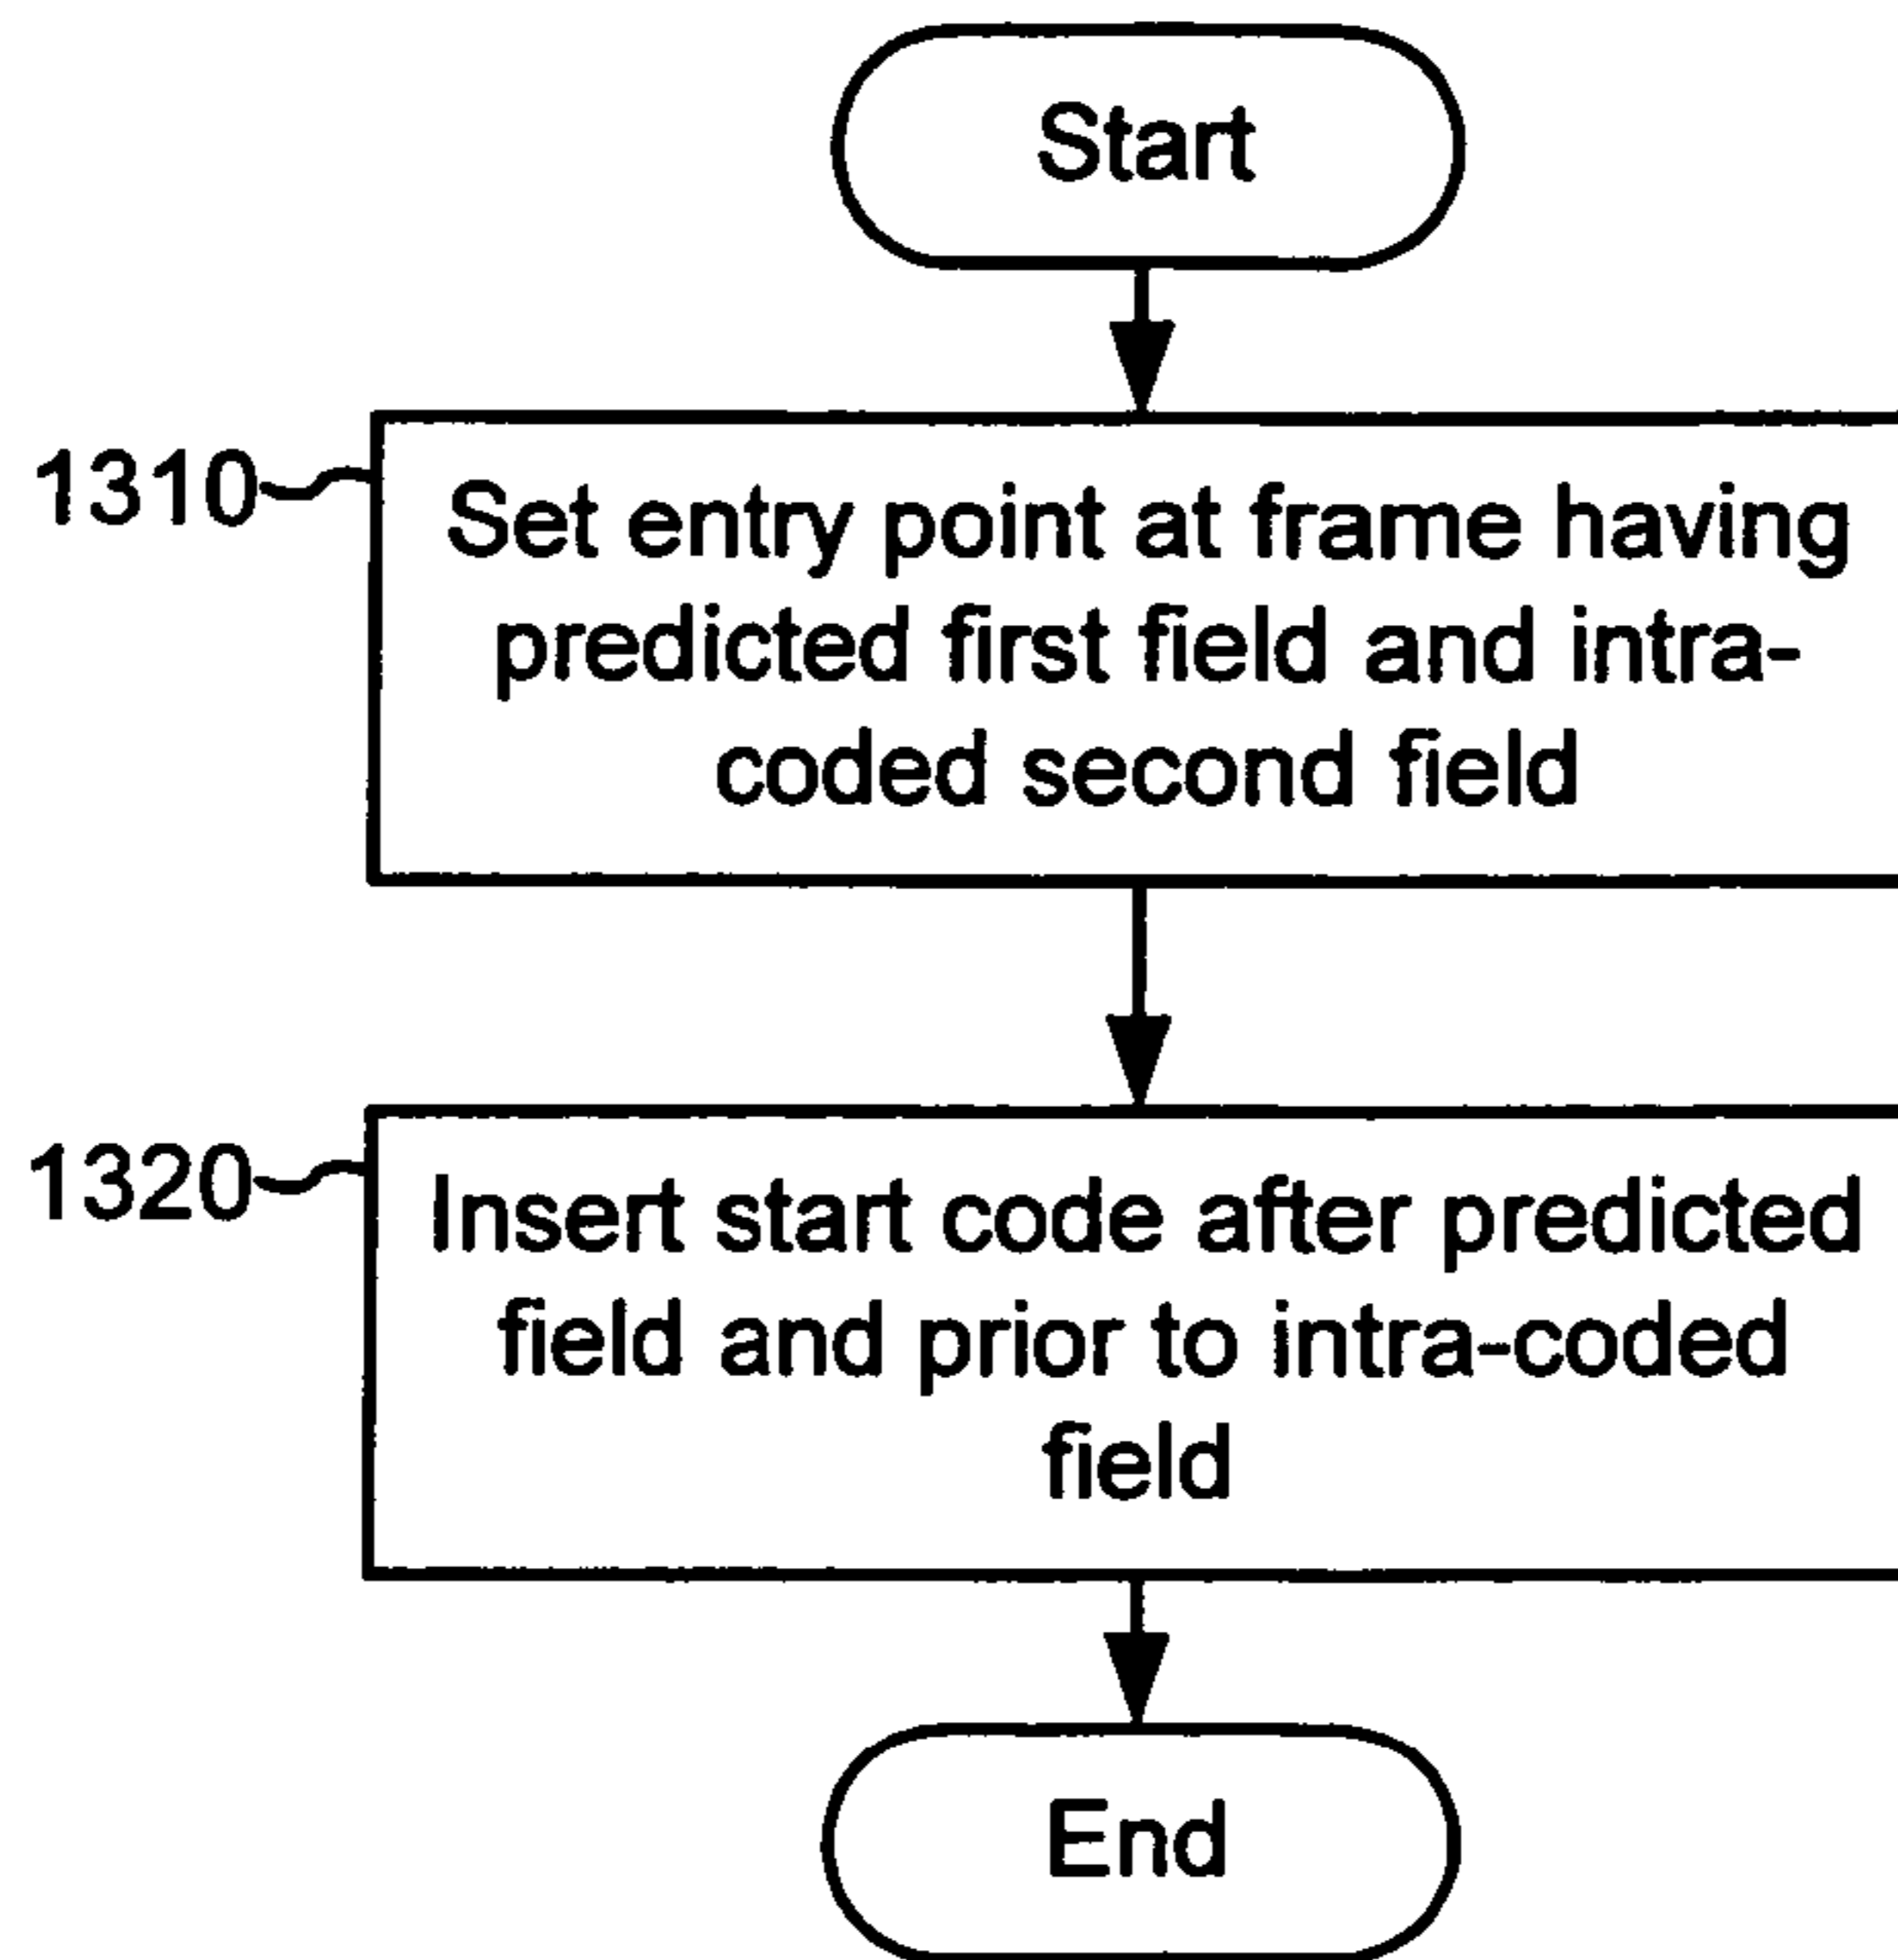 Start
1310
Set entry point at frame having
predicted first field and intra-
coded second field
1320
Insert start code after predicted
field and prior to intra-coded
field
End